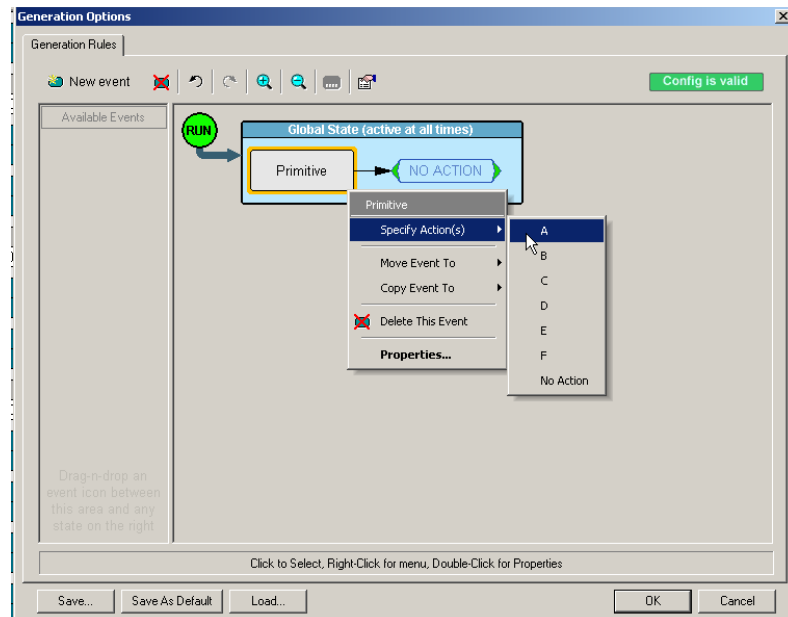 Generation Options
Generation Rules
New event
Config is valid
Available Events
RUN
Global State (active at all times)
Primitive
NO ACTION
Primitive
Specify Action(s)
A
B
Move Event To
C
Copy Event To
D
Delete This Event
E
Properties...
F
No Action
Drag-n-drop an
event icon between
this area and any
state on the right
Click to Select, Right-Click for menu, Double-Click for Properties
Save... Save As Default Load... OK Cancel